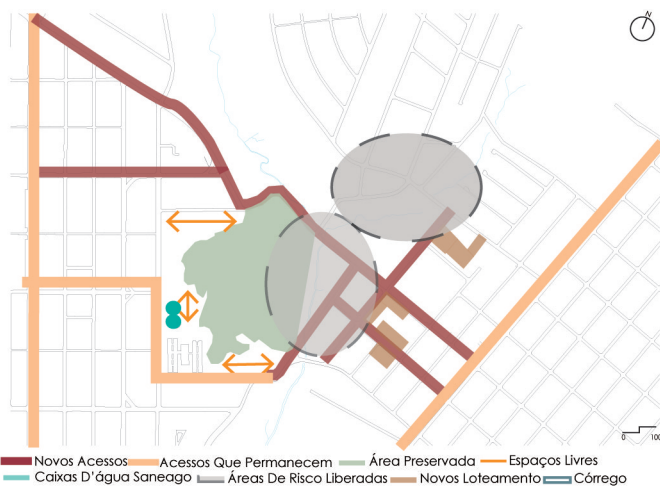 N
0 100
Novos Acessos Acessos Que Permanecem Área Preservada Espaços Livres
Caixas D'água Saneago Áreas De Risco Liberadas Novos Loteamento Córrego